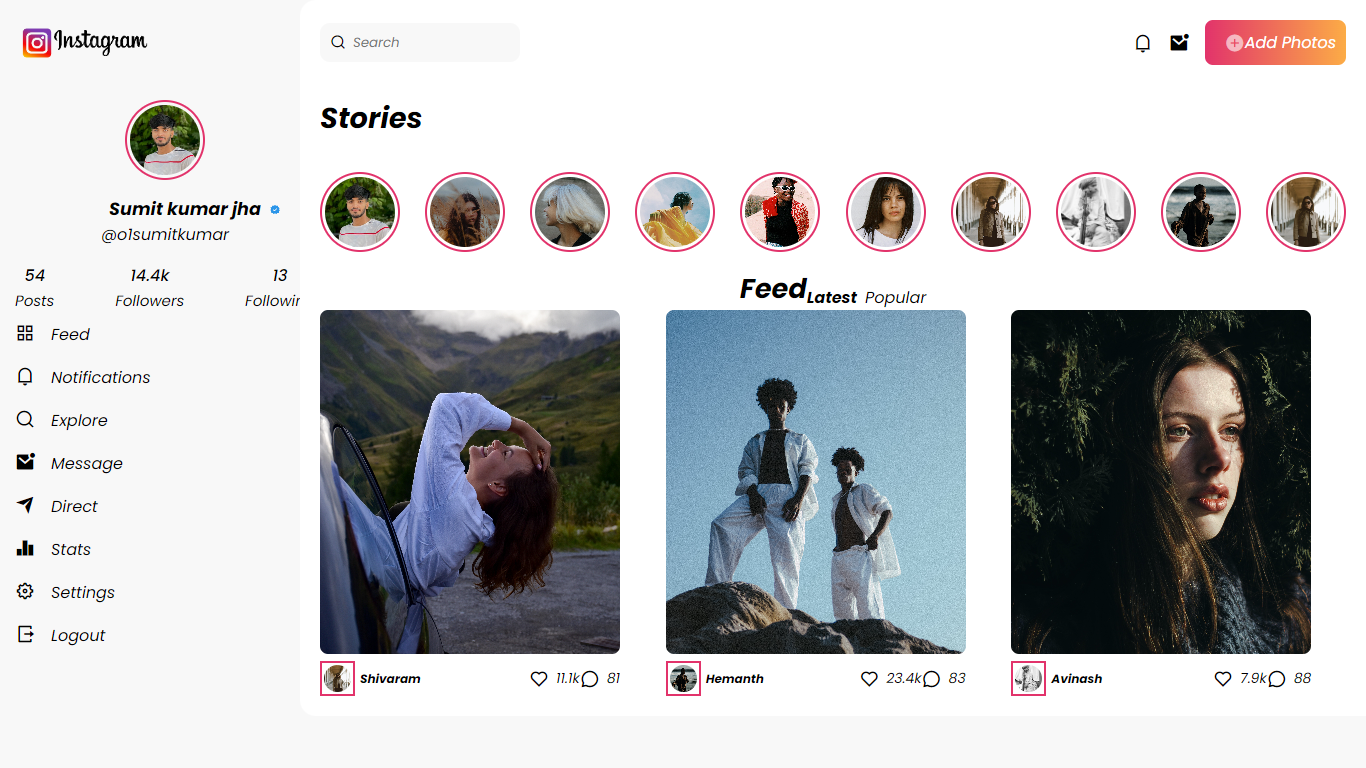 Instagram
Sumit kumar jha
@o1sumitkumar
54 14.4k 13
Posts Followers Followin
Feed
Notifications
Explore
Message
Direct
Stats
Settings
Logout
Search
Add Photos
Stories
Feed Latest Popular
Shivaram 11.1k 81
Hemanth 23.4k 83
Avinash 7.9k 88